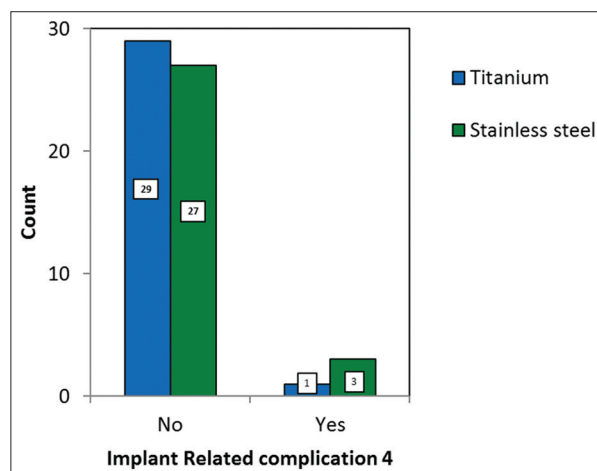 30
20
10
0
Count
29
27
1
3
No
Yes
Implant Related complication 4
Titanium
Stainless steel